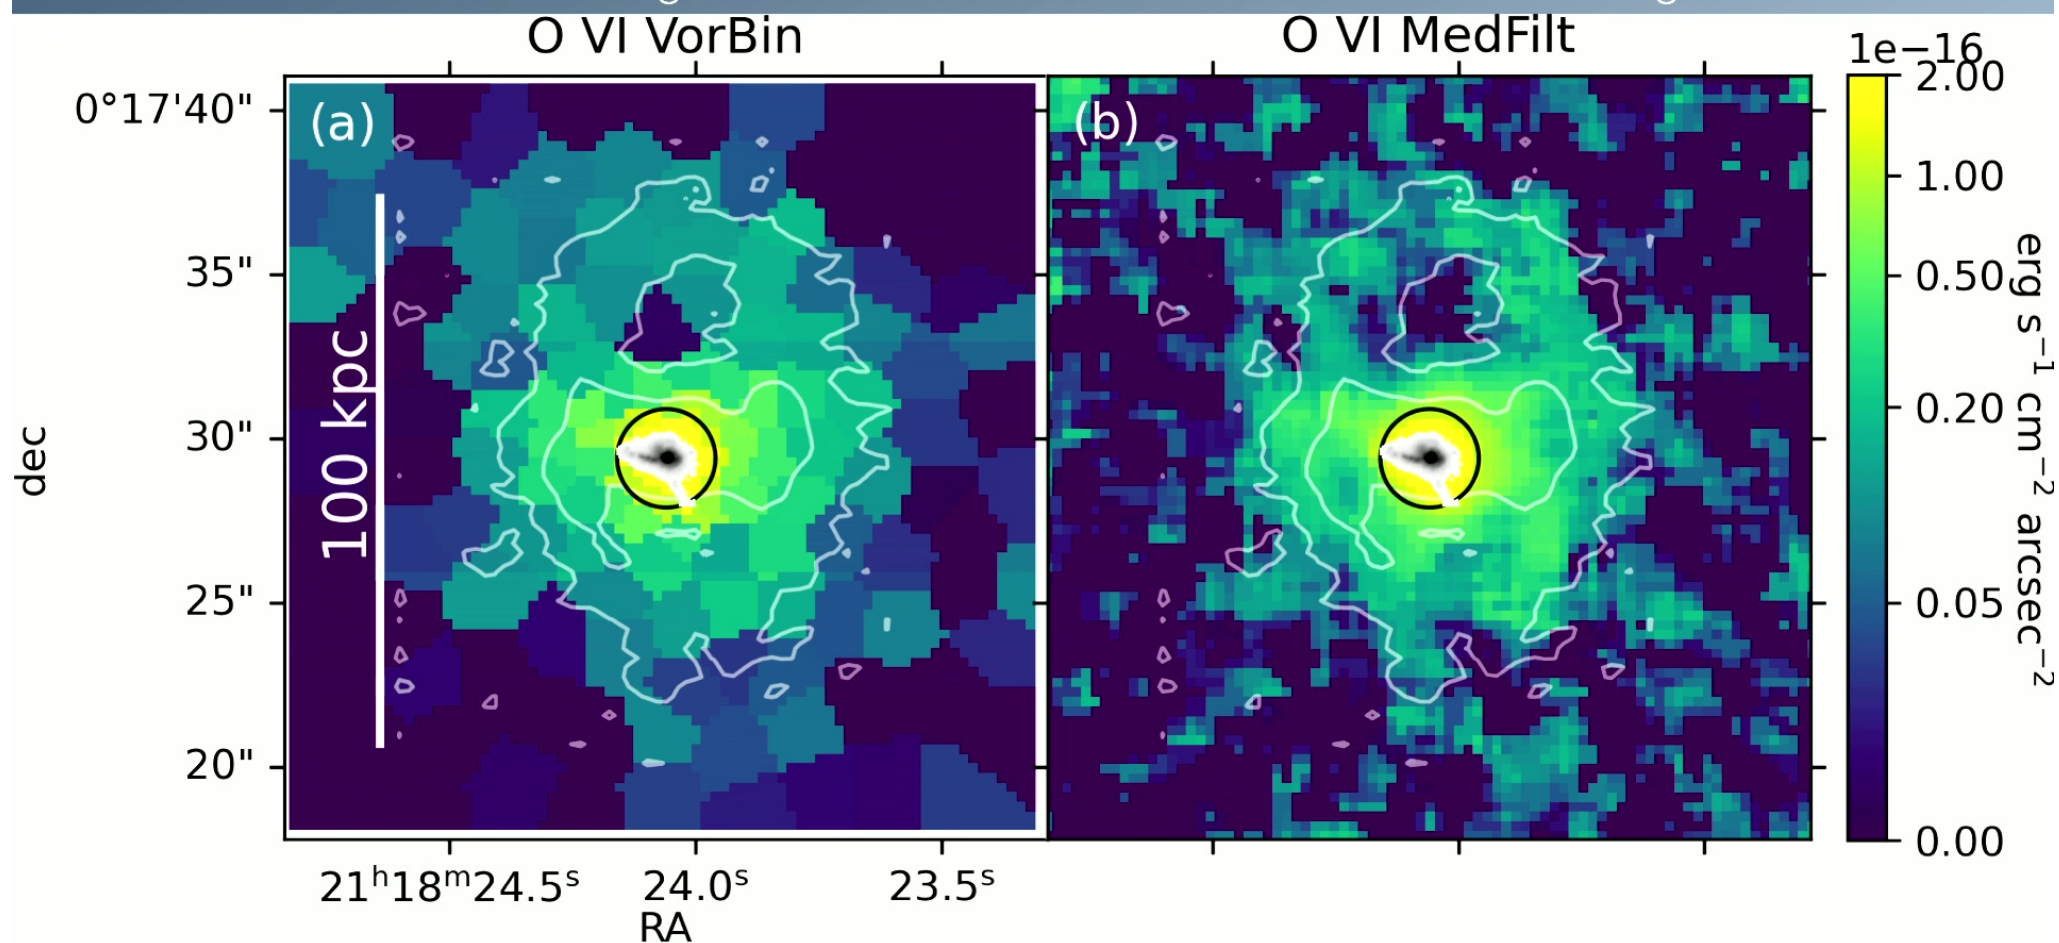 O VI VorBin
O VI MedFilt
1e−16
(a)
(b)
0°17'40"
35"
30"
25"
20"
dec
100 kpc
21ʰ18ᵐ24.5ˢ
24.0ˢ
23.5ˢ
RA
2.00
1.00
0.50
0.20
0.05
0.00
erg s⁻¹ cm⁻² arcsec⁻²